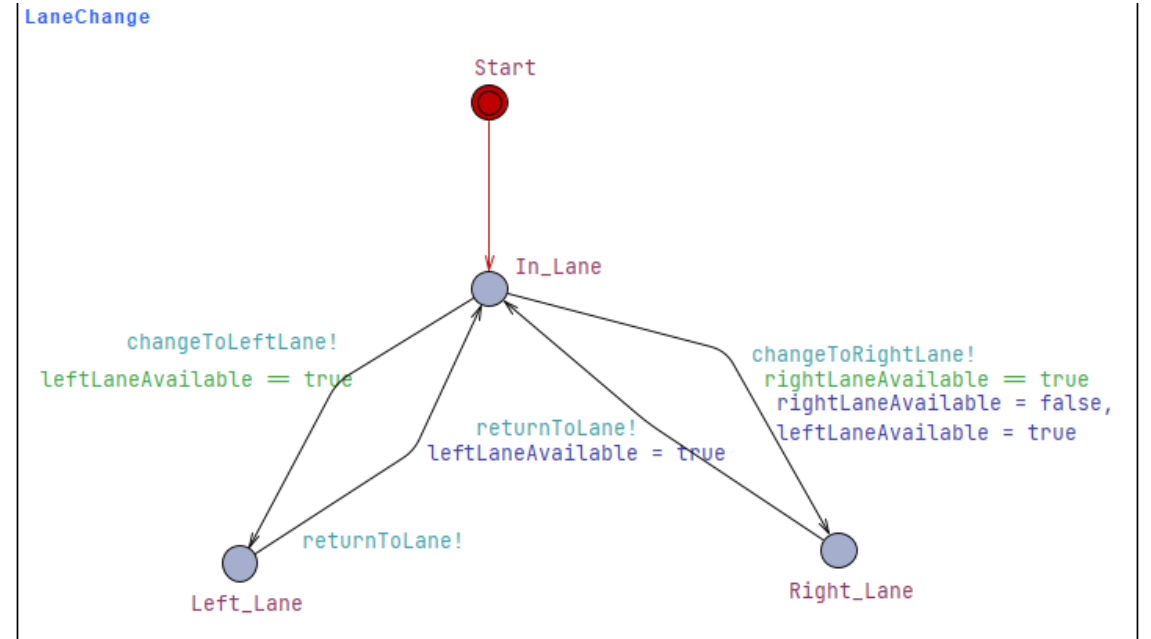 LaneChange
Start
In_Lane
changeToLeftLane!
leftLaneAvailable == true
changeToRightLane!
rightLaneAvailable == true
rightLaneAvailable = false,
leftLaneAvailable = true
returnToLane!
leftLaneAvailable = true
returnToLane!
Left_Lane
Right_Lane